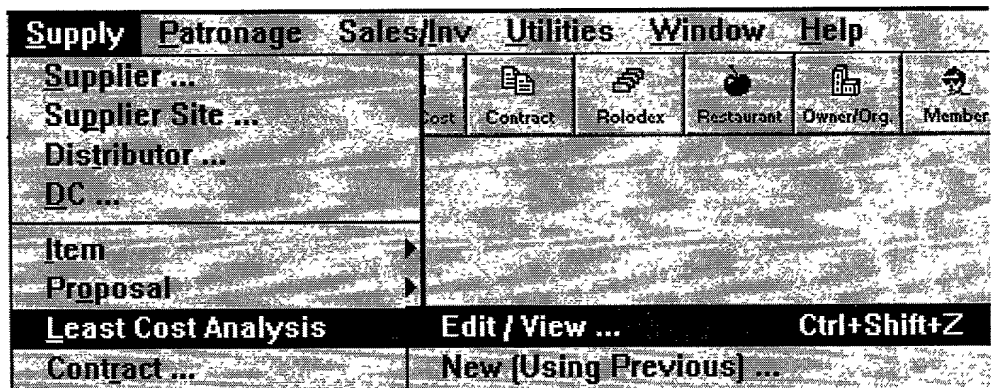 Supply Patronage Sales/Inv Utilities Window Help
Supplier ...
Supplier Site ...
Distributor ...
DC ...
Cost Contract Rolodex Restaurant Owner/Org. Member
Item
Proposal
Least Cost Analysis Edit / View ... Ctrl+Shift+Z
Contract ... New (Using Previous) ...